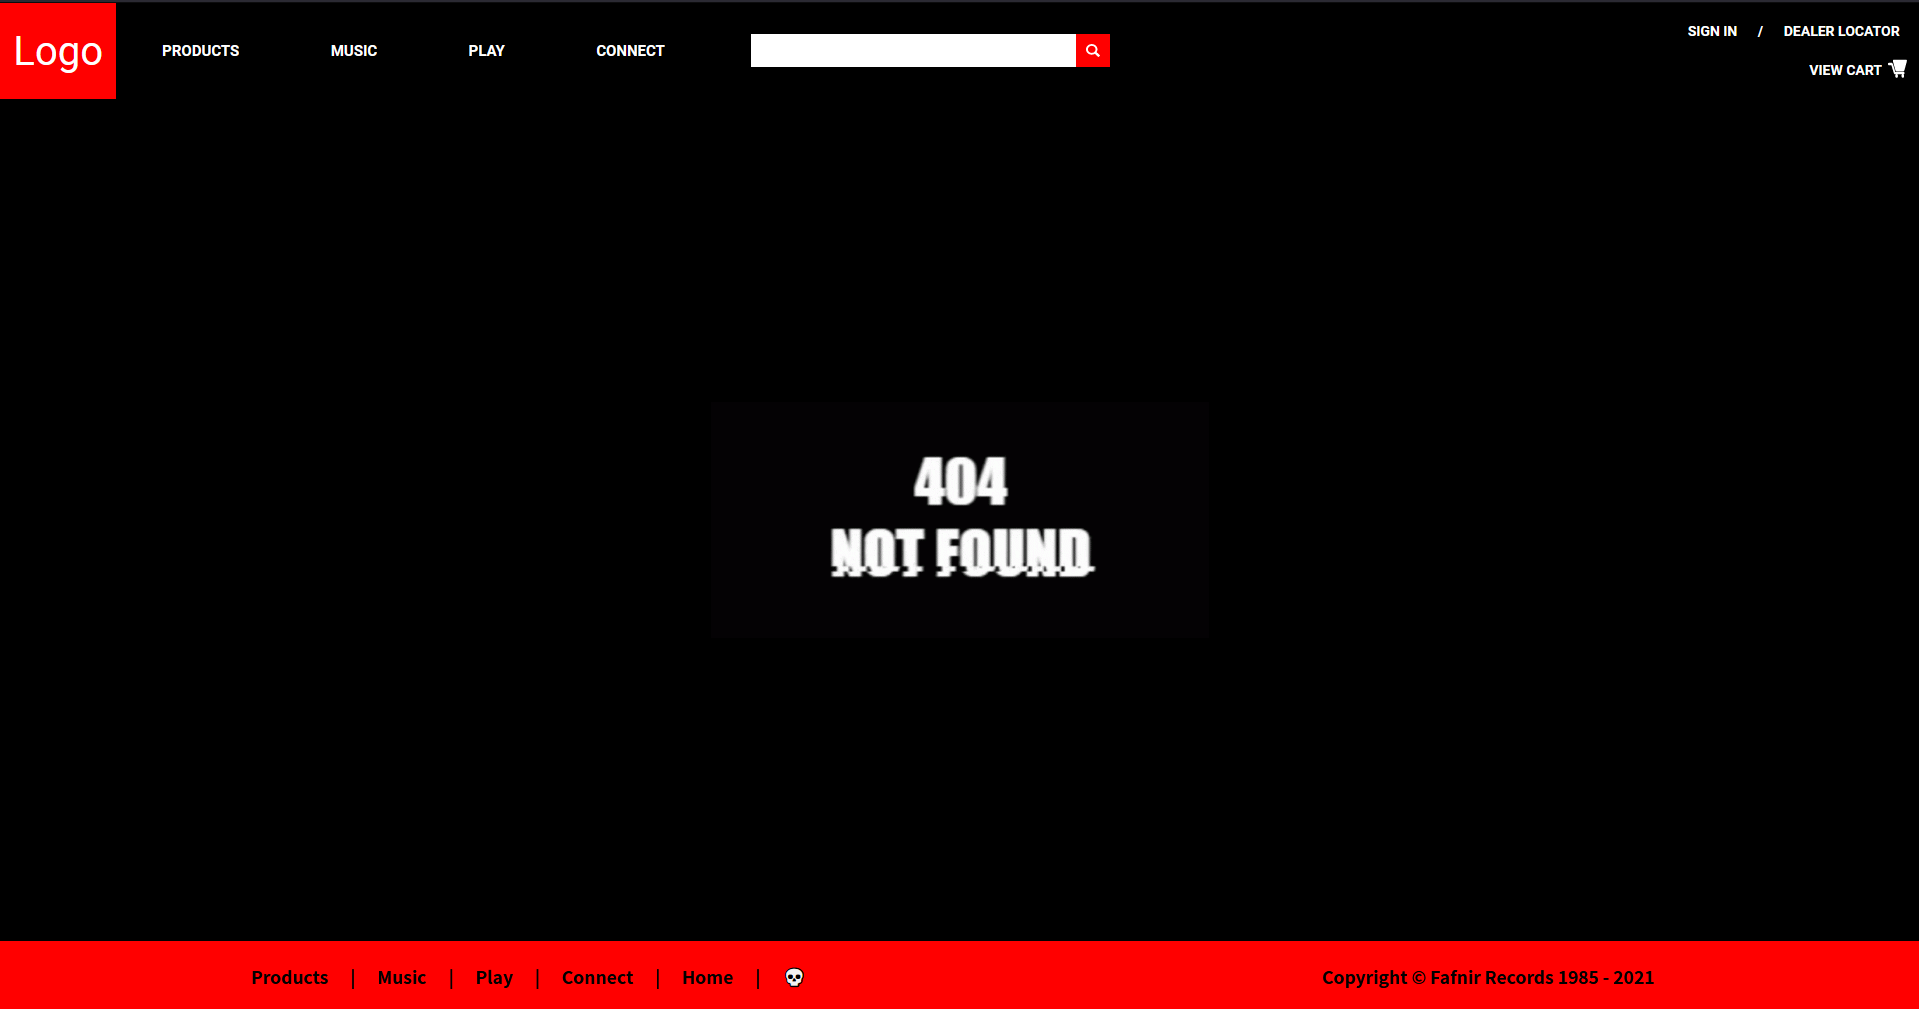 Logo
PRODUCTS MUSIC PLAY CONNECT
SIGN IN / DEALER LOCATOR
VIEW CART
404
NOT FOUND
Products | Music | Play | Connect | Home | 💀
Copyright © Fafnir Records 1985 - 2021